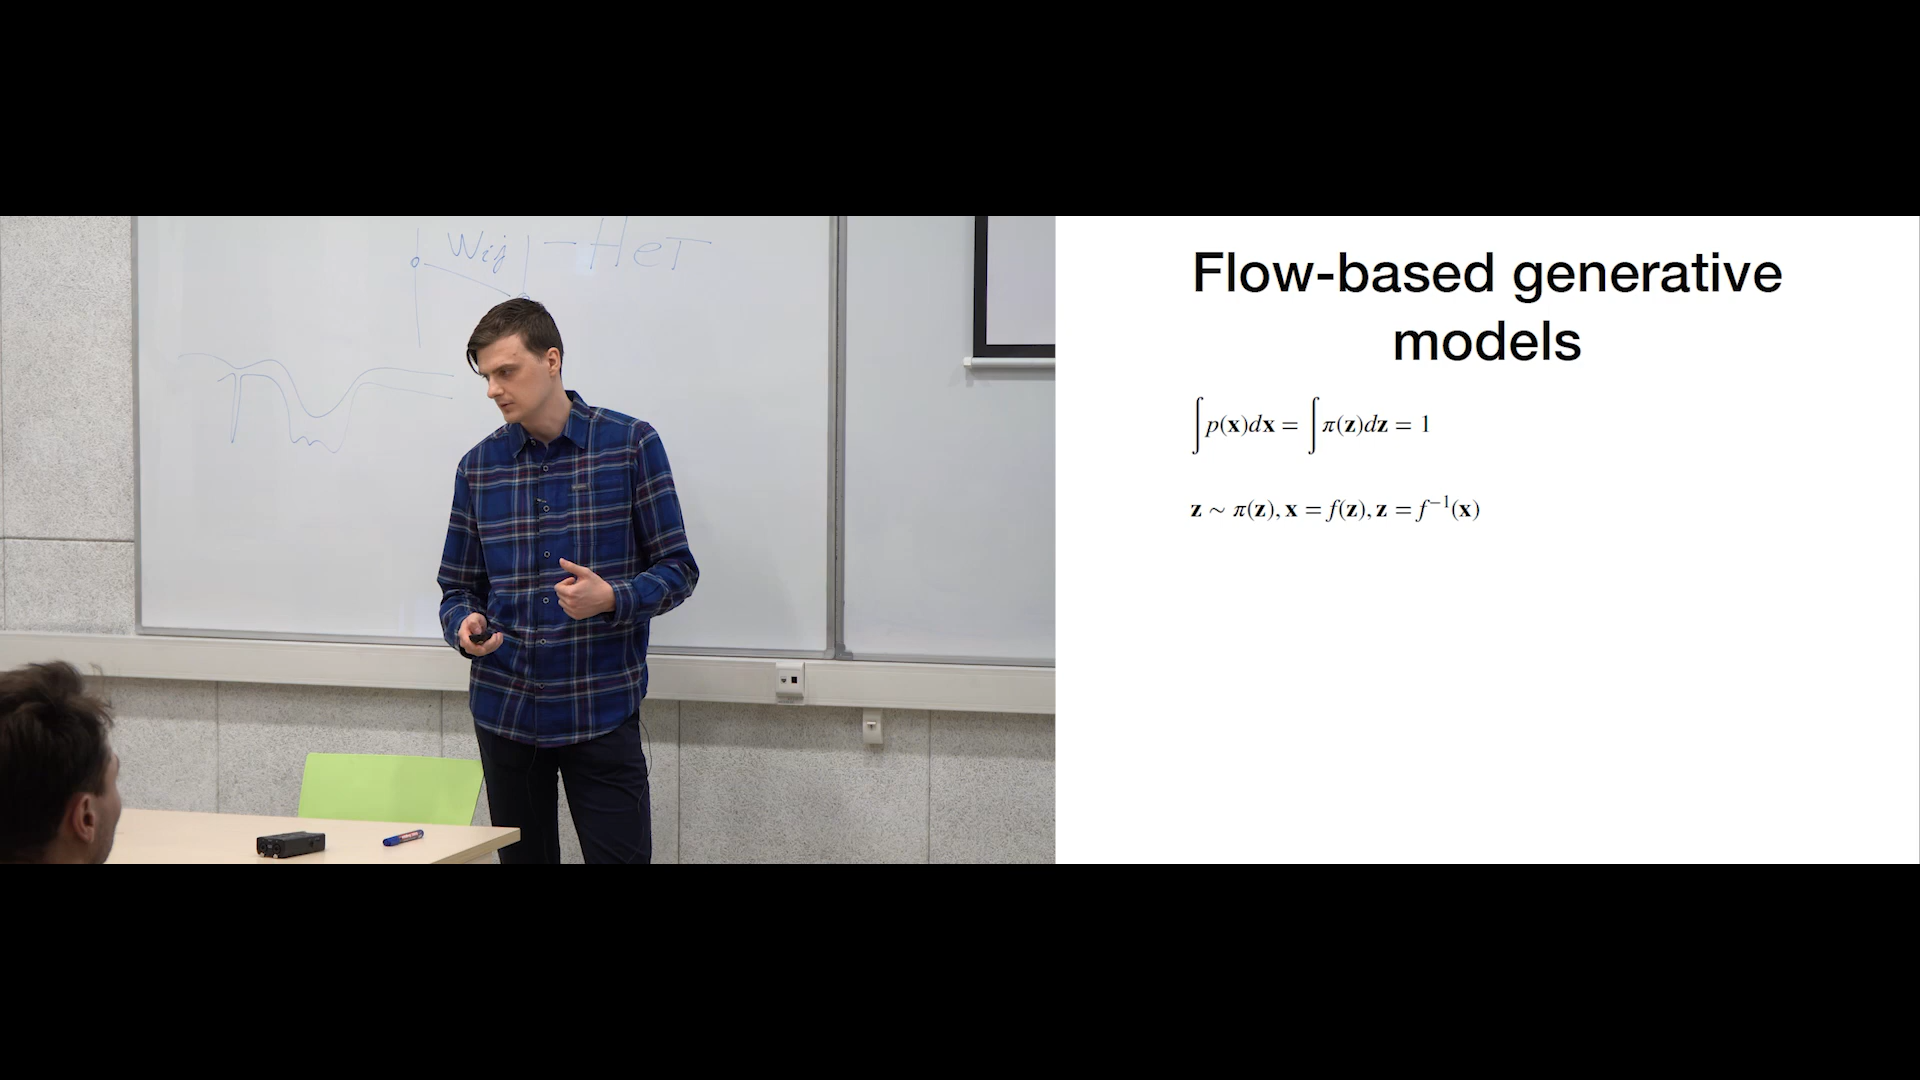 Wij - Нет
Flow-based generative
models
∫p(x)dx = ∫π(z)dz = 1
z ∼ π(z), x = f(z), z = f⁻¹(x)